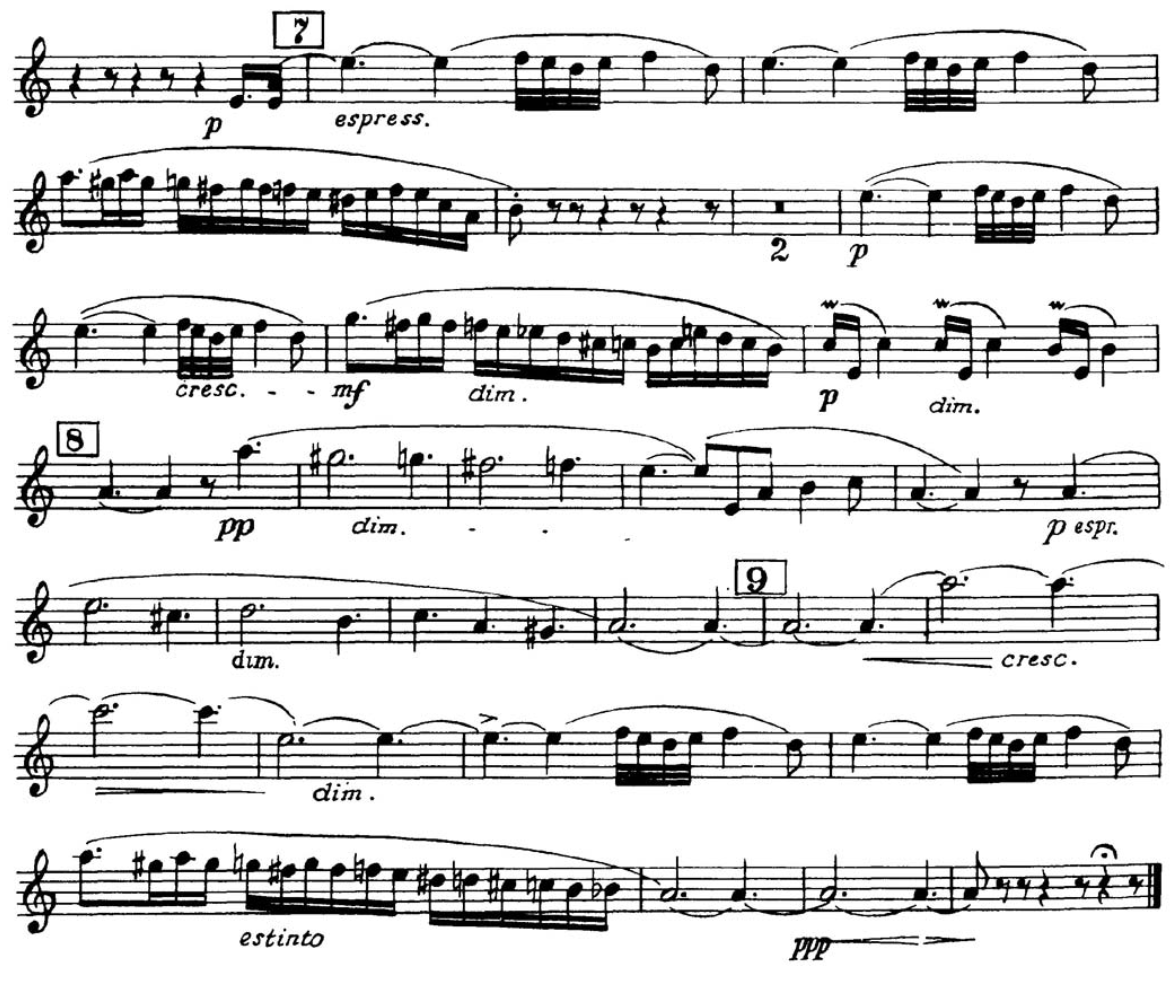 7
p espress.
2 p
cresc. - - mf dim. p dim.
8
pp dim. - - - p espr.
9
dim. cresc.
dim.
estinto ppp